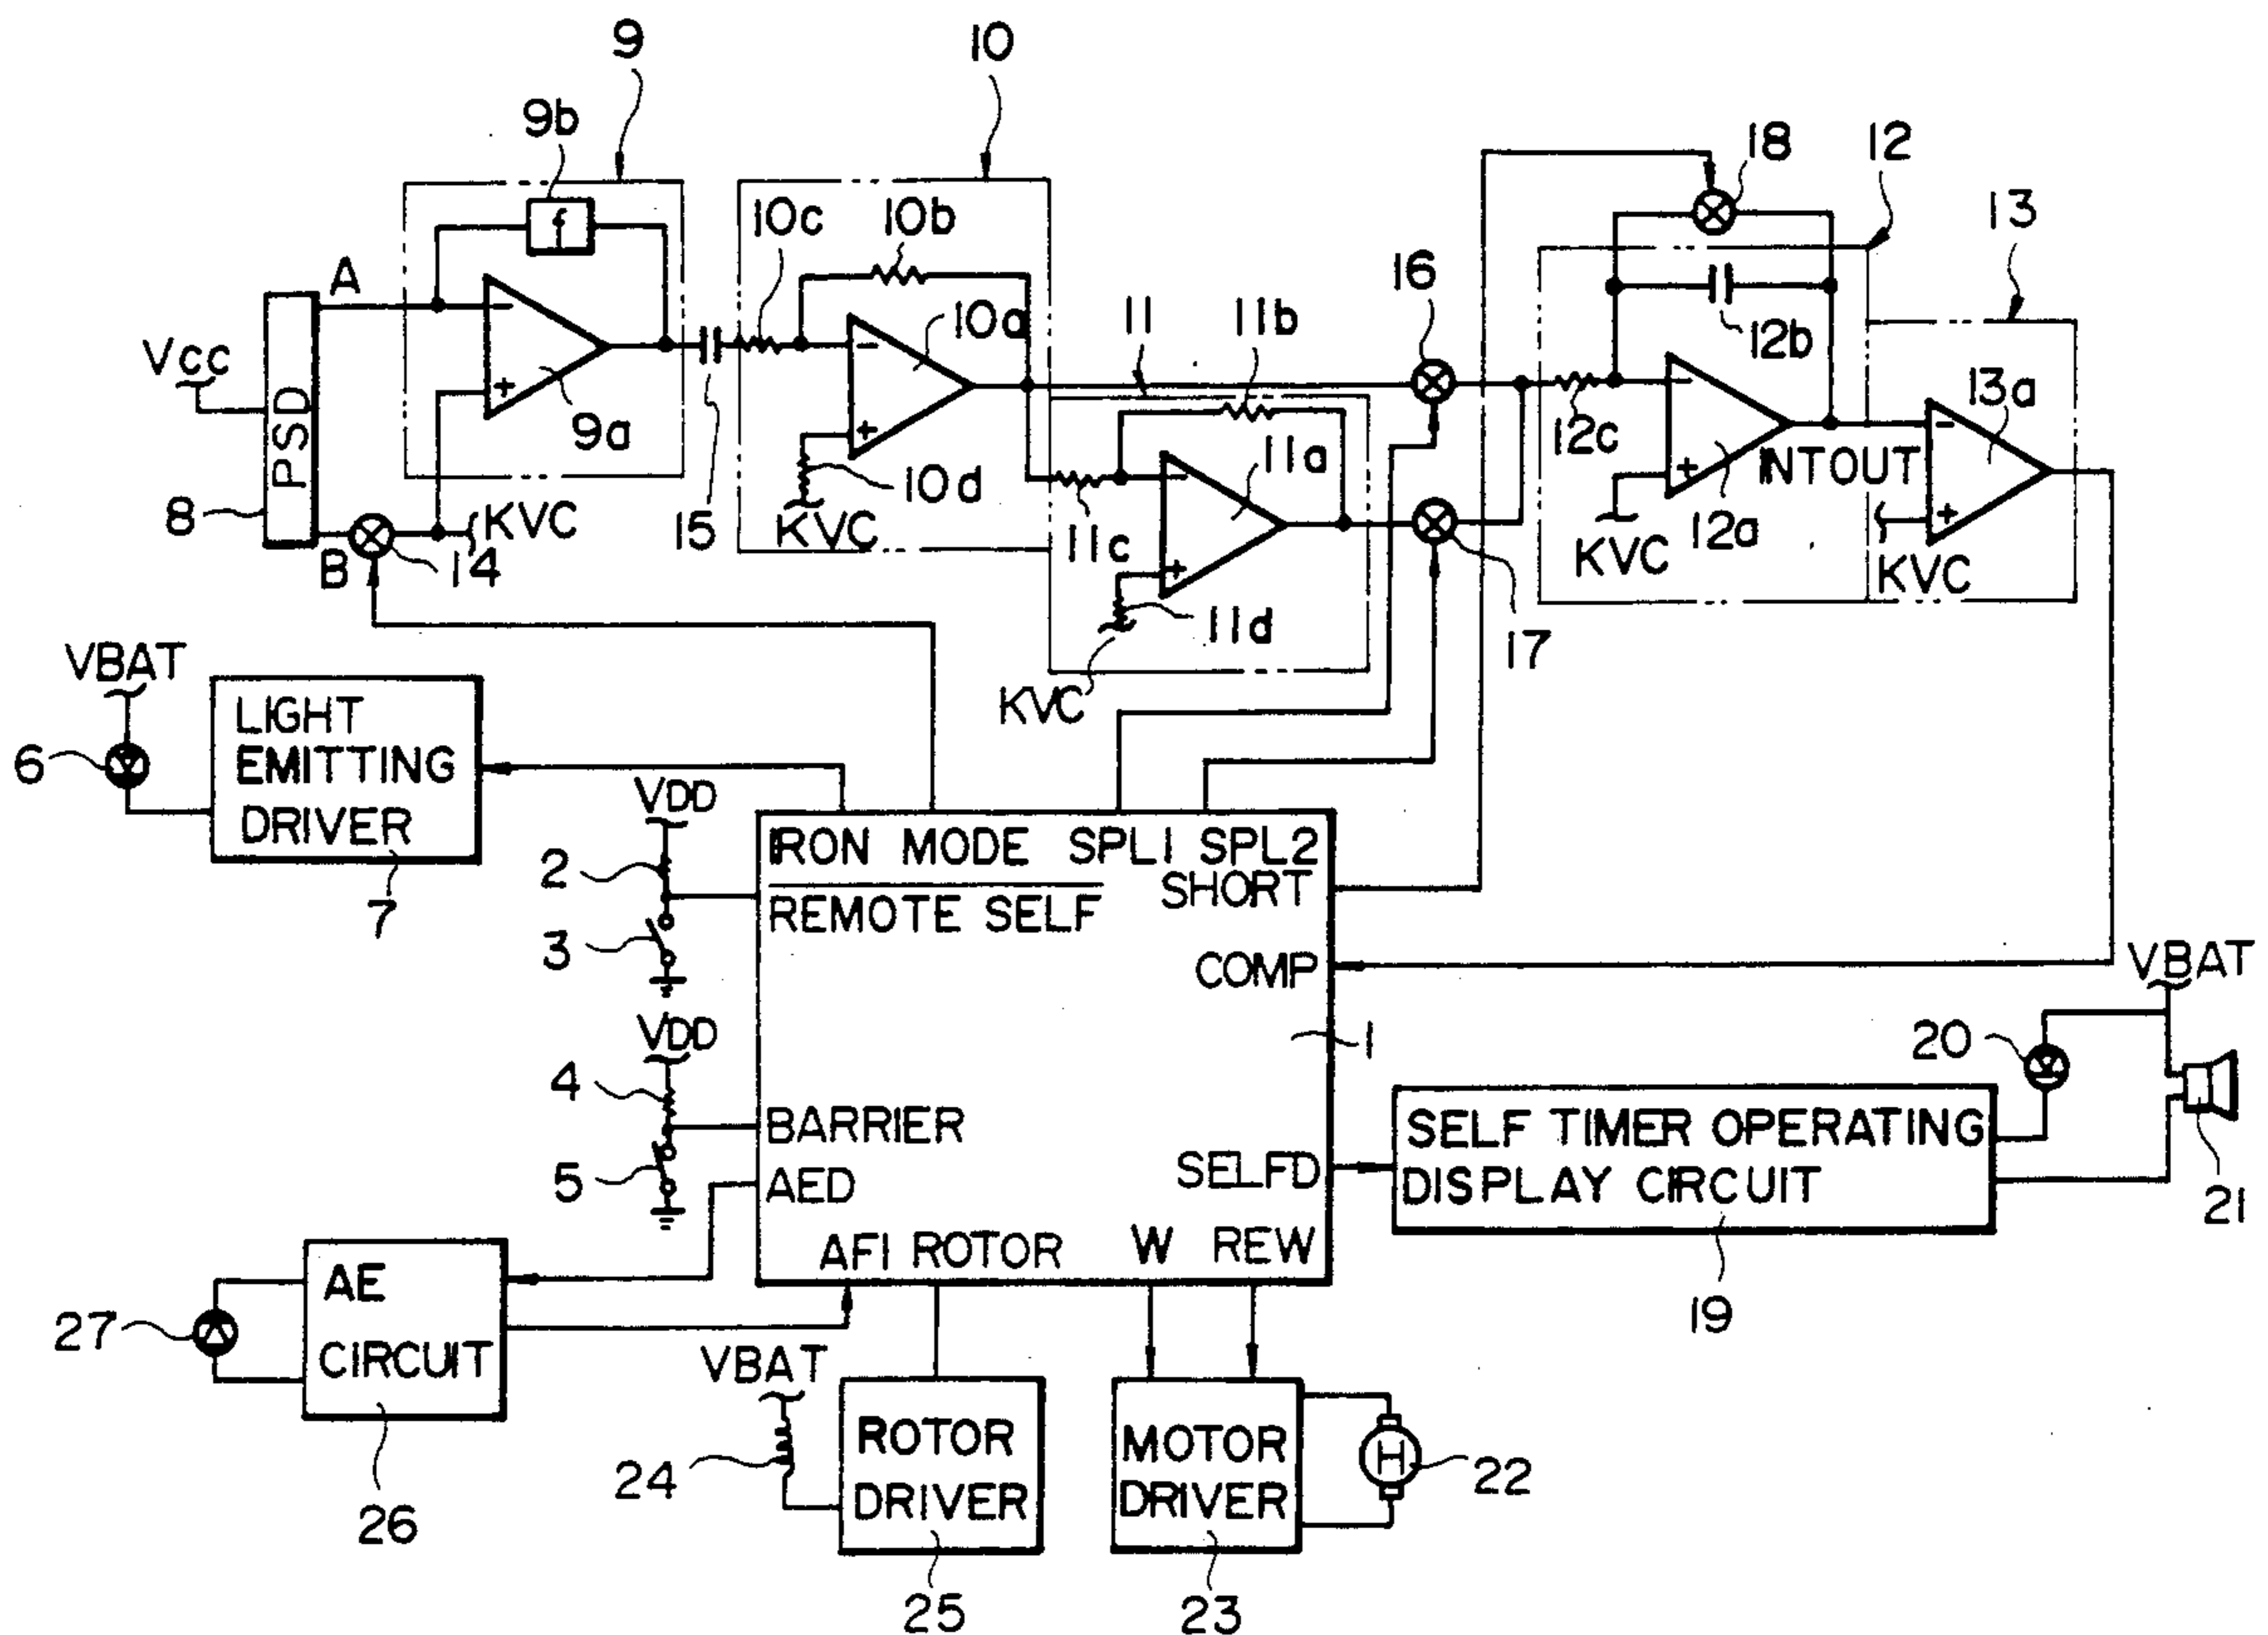 9
10
9b
18
12
f
10c
10b
13
A
16
11
11b
10a
Vcc
12b
13a
PSD
9a
12c
11a
INTOUT
10d
8
KVC
15
KVC
12a
11c
B
14
KVC
KVC
11d
17
VBAT
KVC
LIGHT
EMITTING
DRIVER
6
VDD
7
2
3
IRON MODE SPL1 SPL2
SHORT
REMOTE SELF
COMP
VBAT
VDD
1
20
4
BARRIER
SELF TIMER OPERATING
DISPLAY CIRCUIT
5
AED
SELFD
21
AFI ROTOR W REW
19
AE
CIRCUIT
27
VBAT
24
ROTOR
DRIVER
MOTOR
DRIVER
H
22
26
25
23